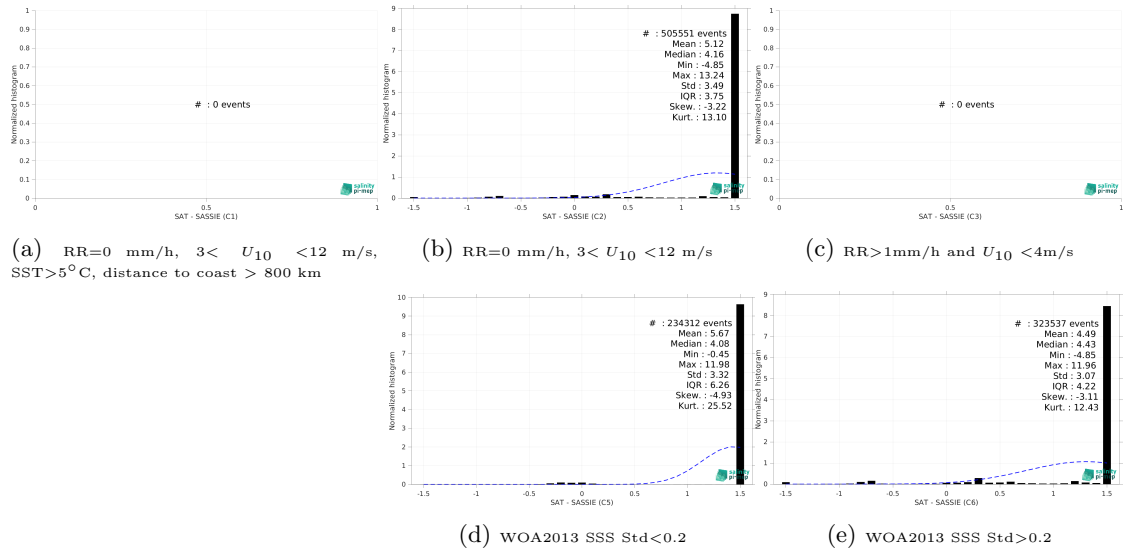 1
0.9
0.8
0.7
0.6
0.5
0.4
0.3
0.2
0.1
0
Normalized histogram
# : 0 events
salinity
pi-mep
0 0.5 1
SAT - SASSIE (C1)
(a) RR=0 mm/h, 3< U10 <12 m/s,
SST>5°C, distance to coast > 800 km
9
8
7
6
5
4
3
2
1
0
Normalized histogram
# : 505551 events
Mean : 5.12
Median : 4.16
Min : -4.85
Max : 13.24
Std : 3.49
IQR : 3.75
Skew. : -3.22
Kurt. : 13.10
salinity
pi-mep
-1.5 -1 -0.5 0 0.5 1 1.5
SAT - SASSIE (C2)
(b) RR=0 mm/h, 3< U10 <12 m/s
1
0.9
0.8
0.7
0.6
0.5
0.4
0.3
0.2
0.1
0
Normalized histogram
# : 0 events
salinity
pi-mep
0 0.5 1
SAT - SASSIE (C3)
(c) RR>1mm/h and U10 <4m/s
10
9
8
7
6
5
4
3
2
1
0
Normalized histogram
# : 234312 events
Mean : 5.67
Median : 4.08
Min : -0.45
Max : 11.98
Std : 3.32
IQR : 6.26
Skew. : -4.93
Kurt. : 25.52
salinity
pi-mep
-1.5 -1 -0.5 0 0.5 1 1.5
SAT - SASSIE (C5)
(d) WOA2013 SSS Std<0.2
9
8
7
6
5
4
3
2
1
0
Normalized histogram
# : 323537 events
Mean : 4.49
Median : 4.43
Min : -4.85
Max : 11.96
Std : 3.07
IQR : 4.22
Skew. : -3.11
Kurt. : 12.43
salinity
pi-mep
-1.5 -1 -0.5 0 0.5 1 1.5
SAT - SASSIE (C6)
(e) WOA2013 SSS Std>0.2